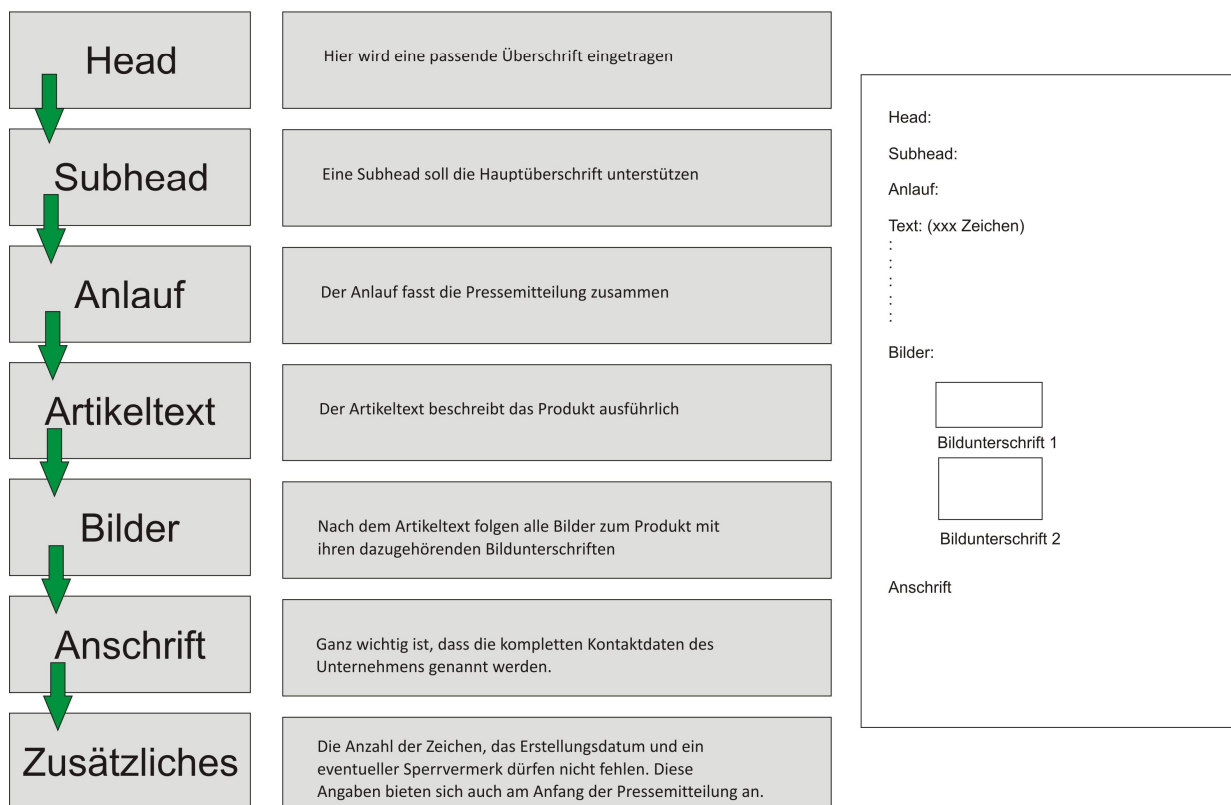 Head
Hier wird eine passende Überschrift eingetragen
Subhead
Eine Subhead soll die Hauptüberschrift unterstützen
Anlauf
Der Anlauf fasst die Pressemitteilung zusammen
Artikeltext
Der Artikeltext beschreibt das Produkt ausführlich
Bilder
Nach dem Artikeltext folgen alle Bilder zum Produkt mit
ihren dazugehörenden Bildunterschriften
Anschrift
Ganz wichtig ist, dass die kompletten Kontaktdaten des
Unternehmens genannt werden.
Zusätzliches
Die Anzahl der Zeichen, das Erstellungsdatum und ein
eventueller Sperrvermerk dürfen nicht fehlen. Diese
Angaben bieten sich auch am Anfang der Pressemitteilung an.
Head:
Subhead:
Anlauf:
Text: (xxx Zeichen)
:
:
:
:
:
Bilder:
Bildunterschrift 1
Bildunterschrift 2
Anschrift